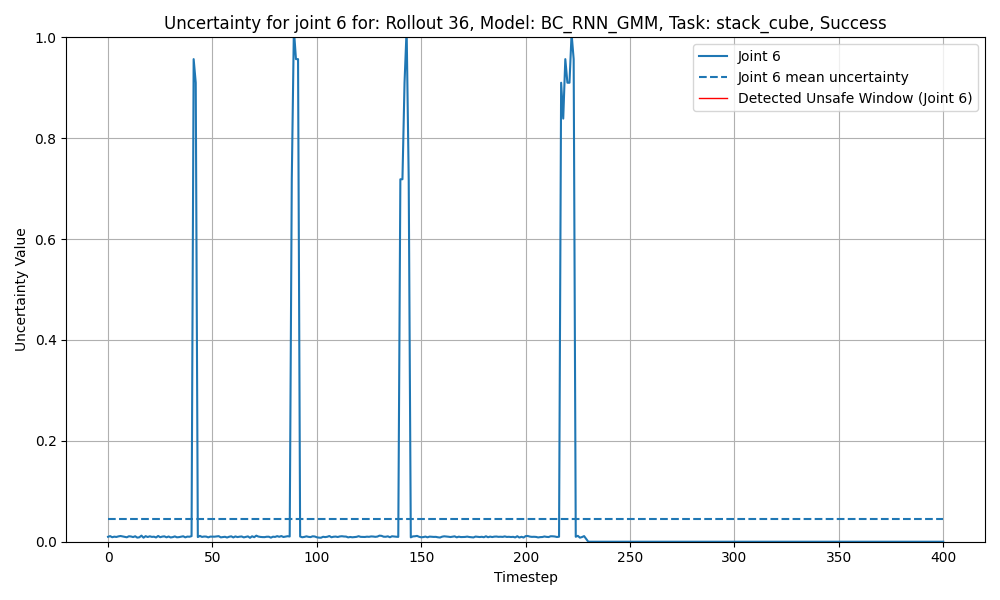 Uncertainty for joint 6 for: Rollout 36, Model: BC_RNN_GMM, Task: stack_cube, Success
Joint 6
Joint 6 mean uncertainty
Detected Unsafe Window (Joint 6)
Uncertainty Value
1.0
0.8
0.6
0.4
0.2
0.0
0 50 100 150 200 250 300 350 400
Timestep